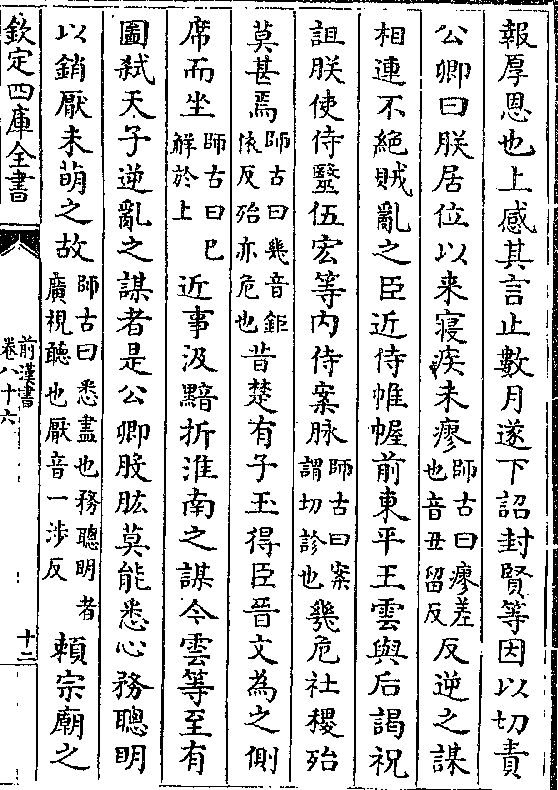 報厚恩也上感其言止數月遂下詔封賢等因以切責
公卿曰朕居位以来寢疾未瘳師古曰瘳差也音丑留反反逆之謀
相連不絶賊亂之臣近侍帷幄前東平王雲與后謁祝
詛朕使侍毉伍宏等内侍案脉師古曰案謂切診也幾危社稷殆
莫甚焉師古曰幾音鉅依反殆亦危也昔楚有子玉得臣晉文為之側
席而坐師古曰已解於上近事汲黯折淮南之謀今雲等至有
圖弑天子逆亂之謀者是公卿股肱莫能悉心務聰明
以銷厭未萌之故師古曰悉盡也務聰明者廣視聽也厭音一涉反頼宗廟之
欽定四庫全書
前漢書
卷八十六
十二